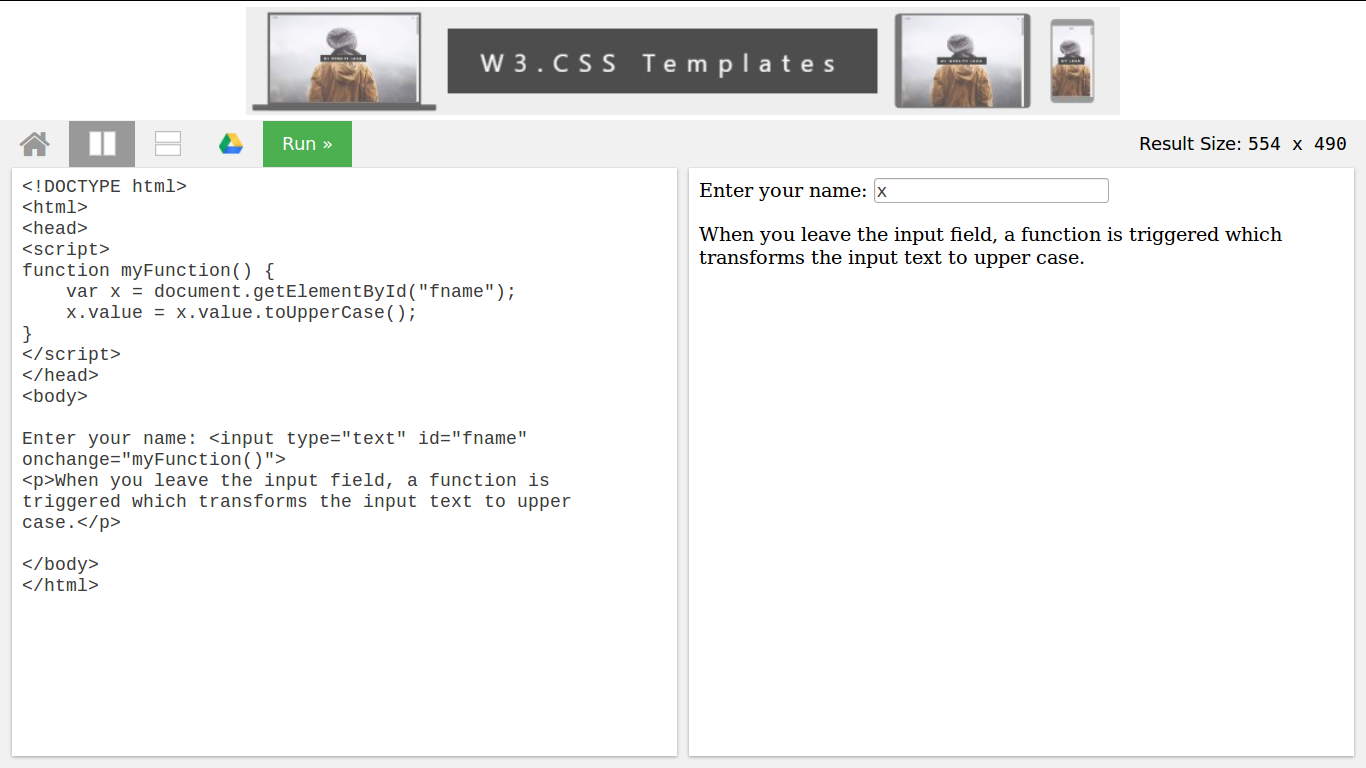 W3.CSS Templates
Run »
Result Size: 554 x 490
<!DOCTYPE html>
<html>
<head>
<script>
function myFunction() {
    var x = document.getElementById("fname");
    x.value = x.value.toUpperCase();
}
</script>
</head>
<body>
Enter your name: <input type="text" id="fname"
onchange="myFunction()">
<p>When you leave the input field, a function is
triggered which transforms the input text to upper
case.</p>
</body>
</html>
Enter your name: x
When you leave the input field, a function is triggered which
transforms the input text to upper case.